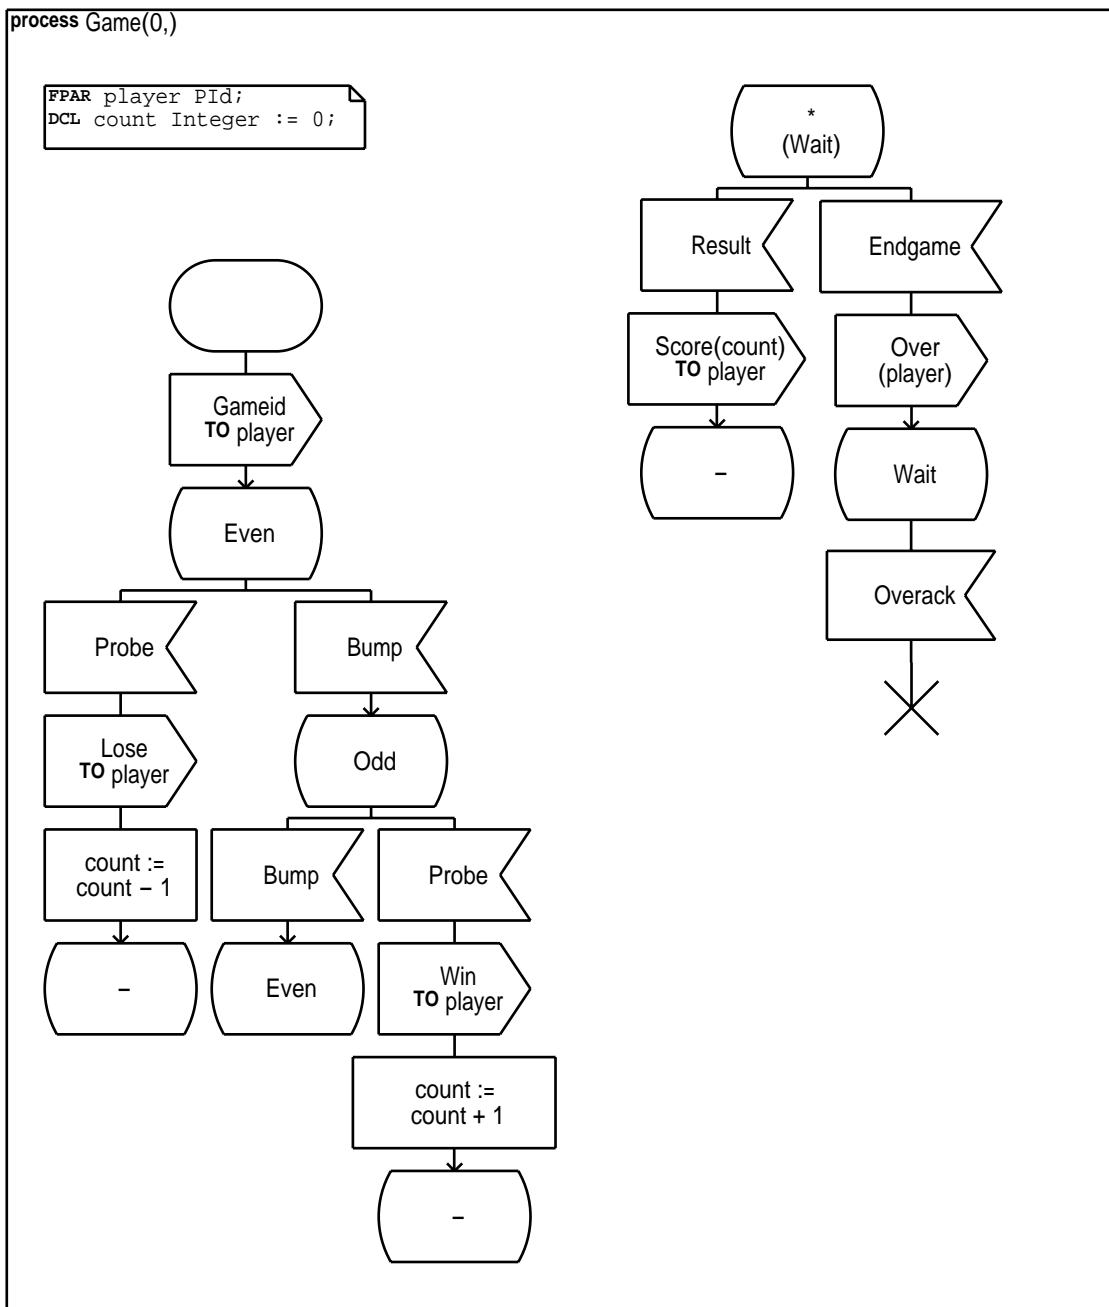 process Game(0,)
FPAR player PId;
DCL count Integer := 0;
*
(Wait)
Result
Endgame
Score(count)
TO player
Over
(player)
–
Wait
Overack
Gameid
TO player
Even
Probe
Bump
Lose
TO player
Odd
count :=
count – 1
Bump
Probe
–
Even
Win
TO player
count :=
count + 1
–